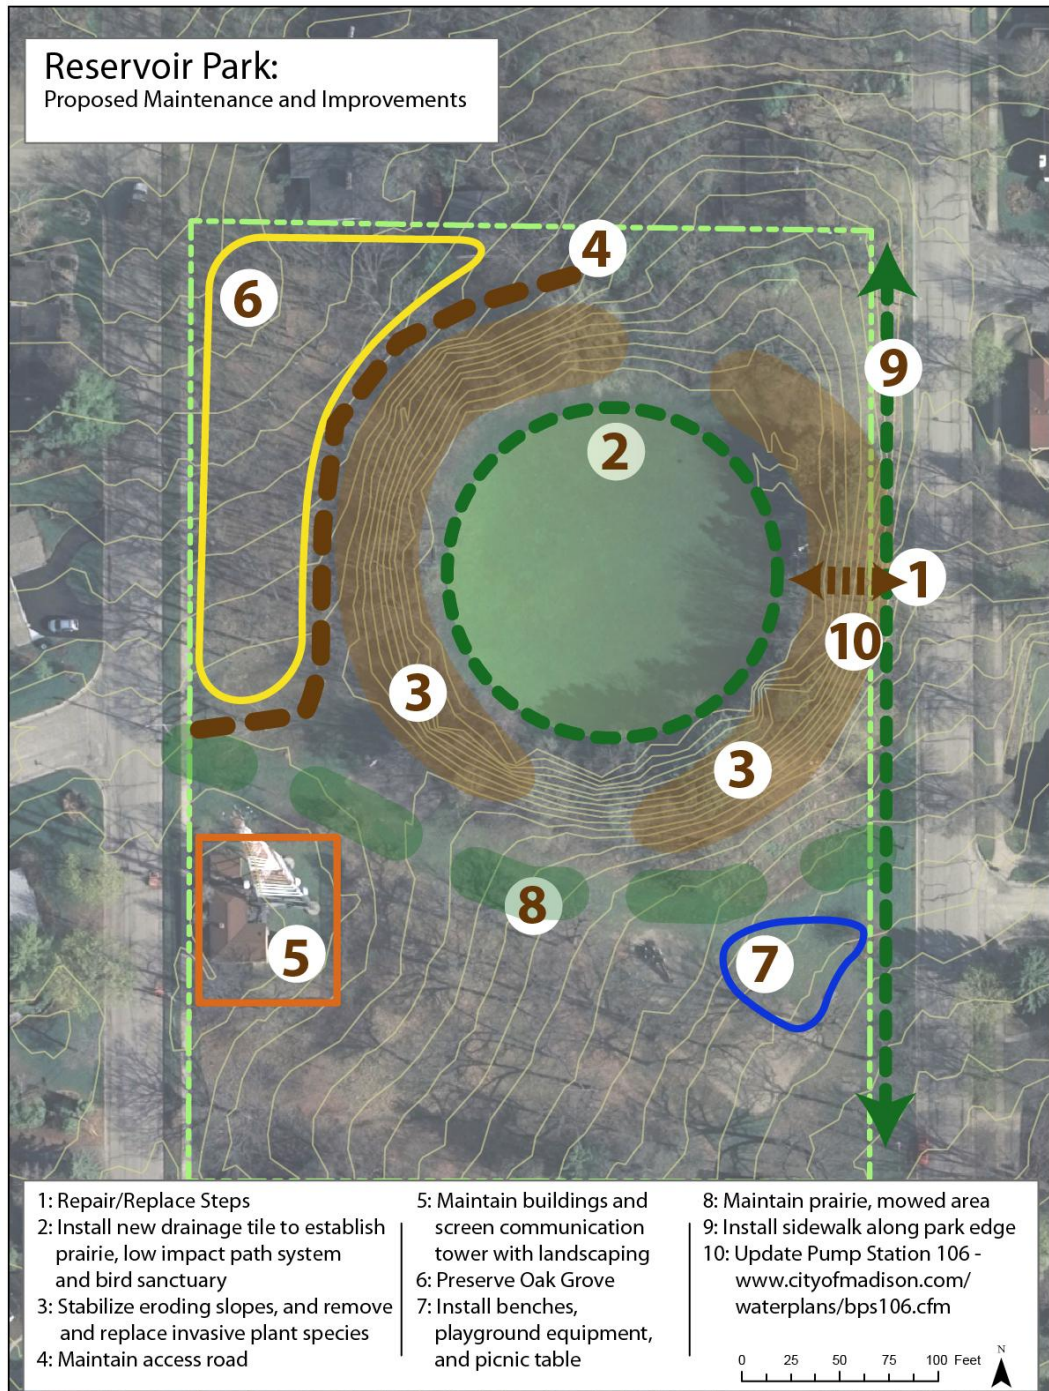 Reservoir Park:
Proposed Maintenance and Improvements
4
6
9
2
1
10
3
3
8
7
5
1: Repair/Replace Steps
2: Install new drainage tile to establish
prairie, low impact path system
and bird sanctuary
3: Stabilize eroding slopes, and remove
and replace invasive plant species
4: Maintain access road
5: Maintain buildings and
screen communication
tower with landscaping
6: Preserve Oak Grove
7: Install benches,
playground equipment,
and picnic table
8: Maintain prairie, mowed area
9: Install sidewalk along park edge
10: Update Pump Station 106 -
www.cityofmadison.com/
waterplans/bps106.cfm
N
0 25 50 75 100 Feet